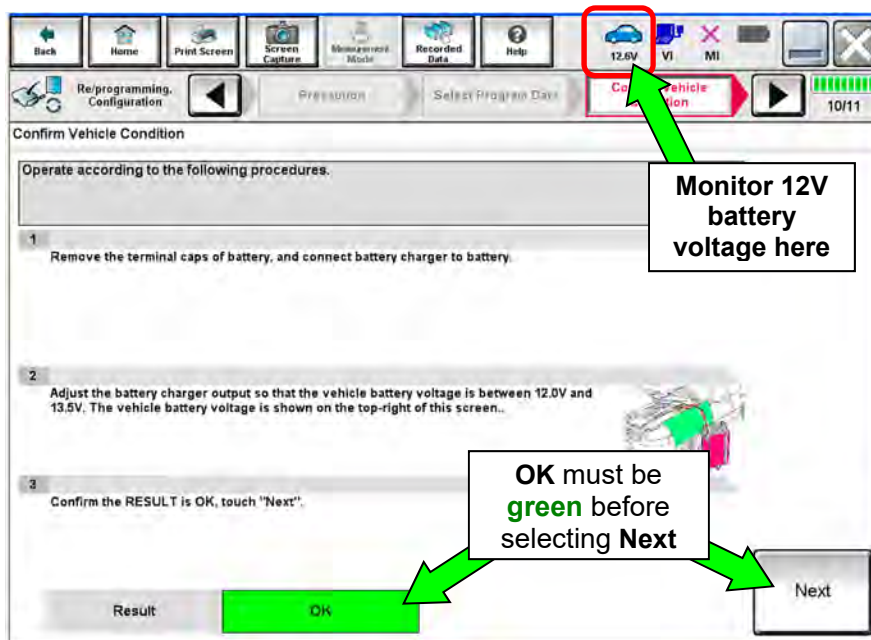 Back
Home
Print Screen
Screen
Capture
Measurement
Mode
Recorded
Data
Help
12.6V
VI
MI
Re/programming,
Configuration
Precaution
Select Program Data
10/11
Confirm Vehicle Condition
Operate according to the following procedures.
Monitor 12V
battery
voltage here
1
Remove the terminal caps of battery, and connect battery charger to battery.
2
Adjust the battery charger output so that the vehicle battery voltage is between 12.0V and
13.5V. The vehicle battery voltage is shown on the top-right of this screen..
3
Confirm the RESULT is OK, touch "Next".
OK must be
green before
selecting Next
Result
OK
Next